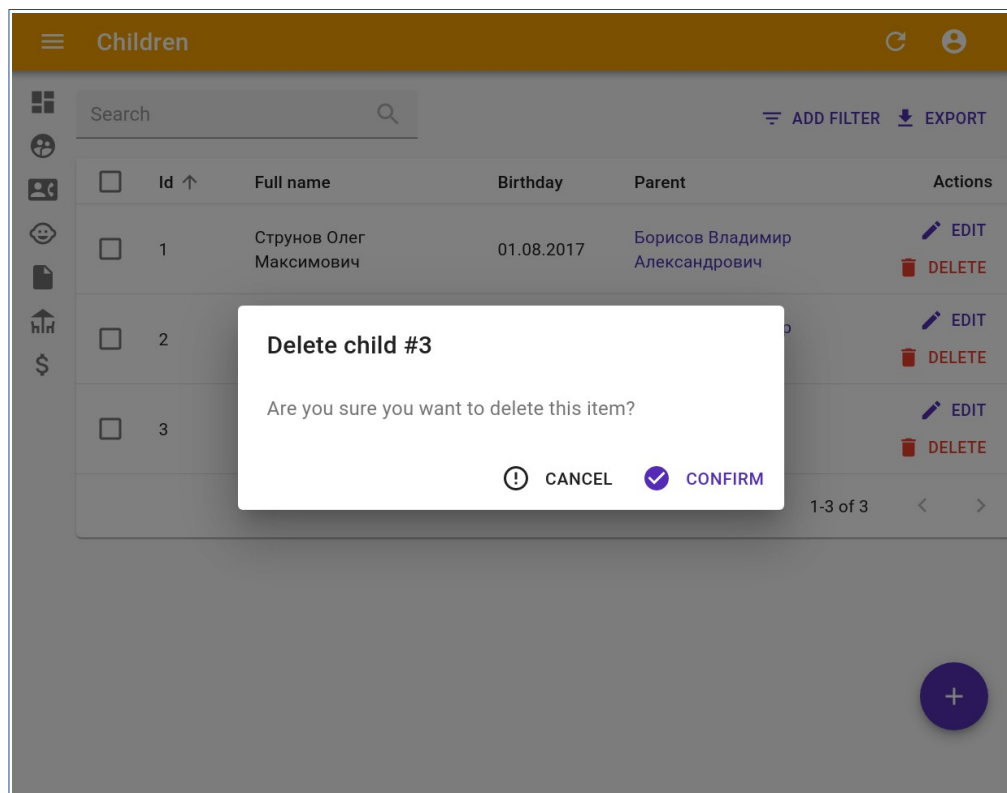 Children
Search
ADD FILTER EXPORT
Id Full name Birthday Parent Actions
1 Струнов Олег Максимович 01.08.2017 Борисов Владимир Александрович EDIT DELETE
2 EDIT DELETE
Delete child #3
Are you sure you want to delete this item?
CANCEL CONFIRM
3 EDIT DELETE
1-3 of 3